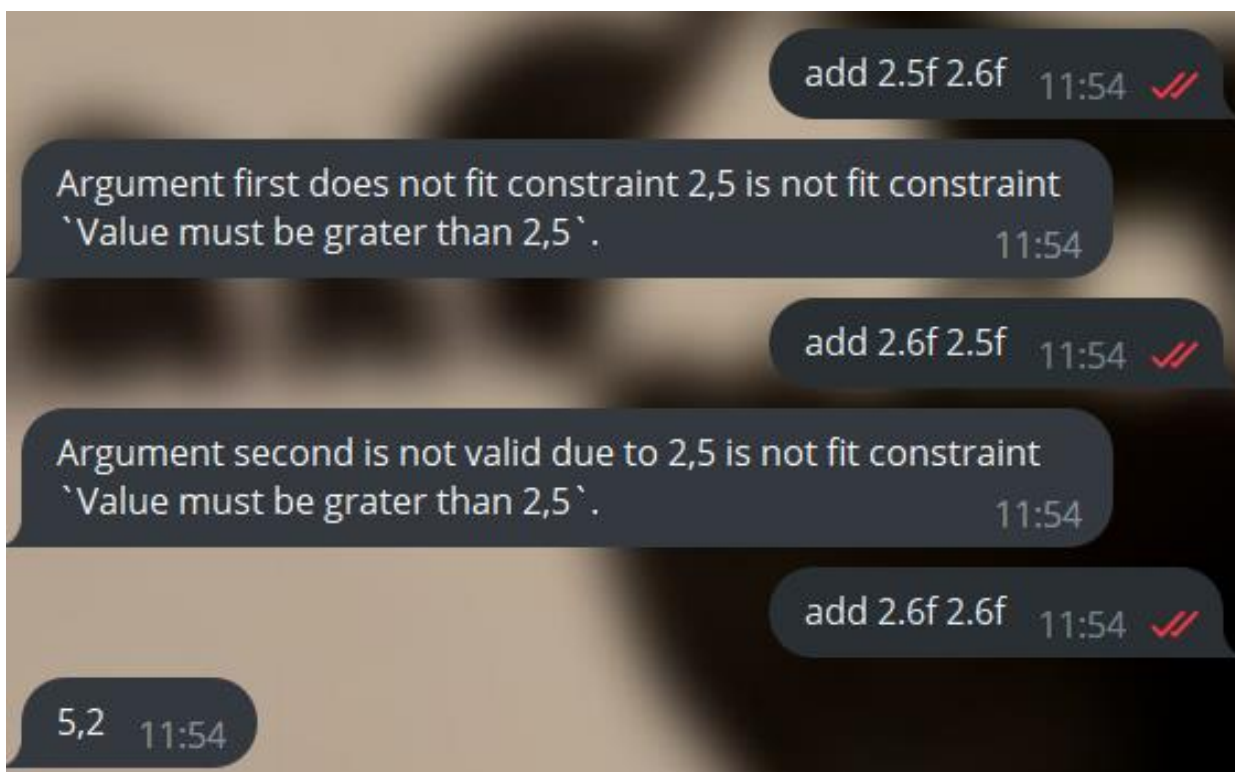 add 2.5f 2.6f 11:54
Argument first does not fit constraint 2,5 is not fit constraint
`Value must be grater than 2,5`. 11:54
add 2.6f 2.5f 11:54
Argument second is not valid due to 2,5 is not fit constraint
`Value must be grater than 2,5`. 11:54
add 2.6f 2.6f 11:54
5,2 11:54